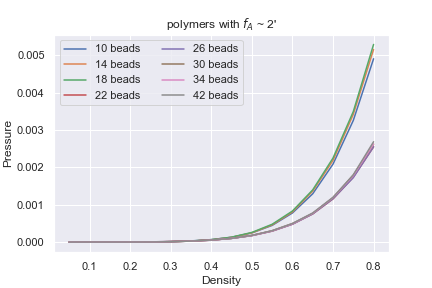 polymers with f_A ~ 2'
10 beads
14 beads
18 beads
22 beads
26 beads
30 beads
34 beads
42 beads
Pressure
0.005
0.004
0.003
0.002
0.001
0.000
0.1 0.2 0.3 0.4 0.5 0.6 0.7 0.8
Density